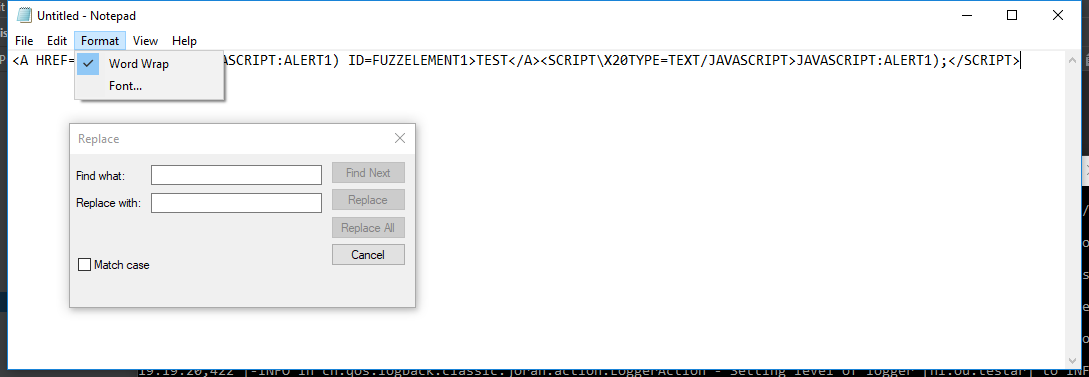 Untitled - Notepad
File Edit Format View Help
<A HREF= ASCRIPT:ALERT1) ID=FUZZELEMENT1>TEST</A><SCRIPT\X20TYPE=TEXT/JAVASCRIPT>JAVASCRIPT:ALERT1);</SCRIPT>
Word Wrap
Font...
Replace
Find what:
Find Next
Replace with:
Replace
Replace All
Cancel
Match case
19:19:20,422 |-INFO in ch.qos.logback.classic.joran.action.LoggerAction - Setting level of logger [nl.ou.testar] to INF